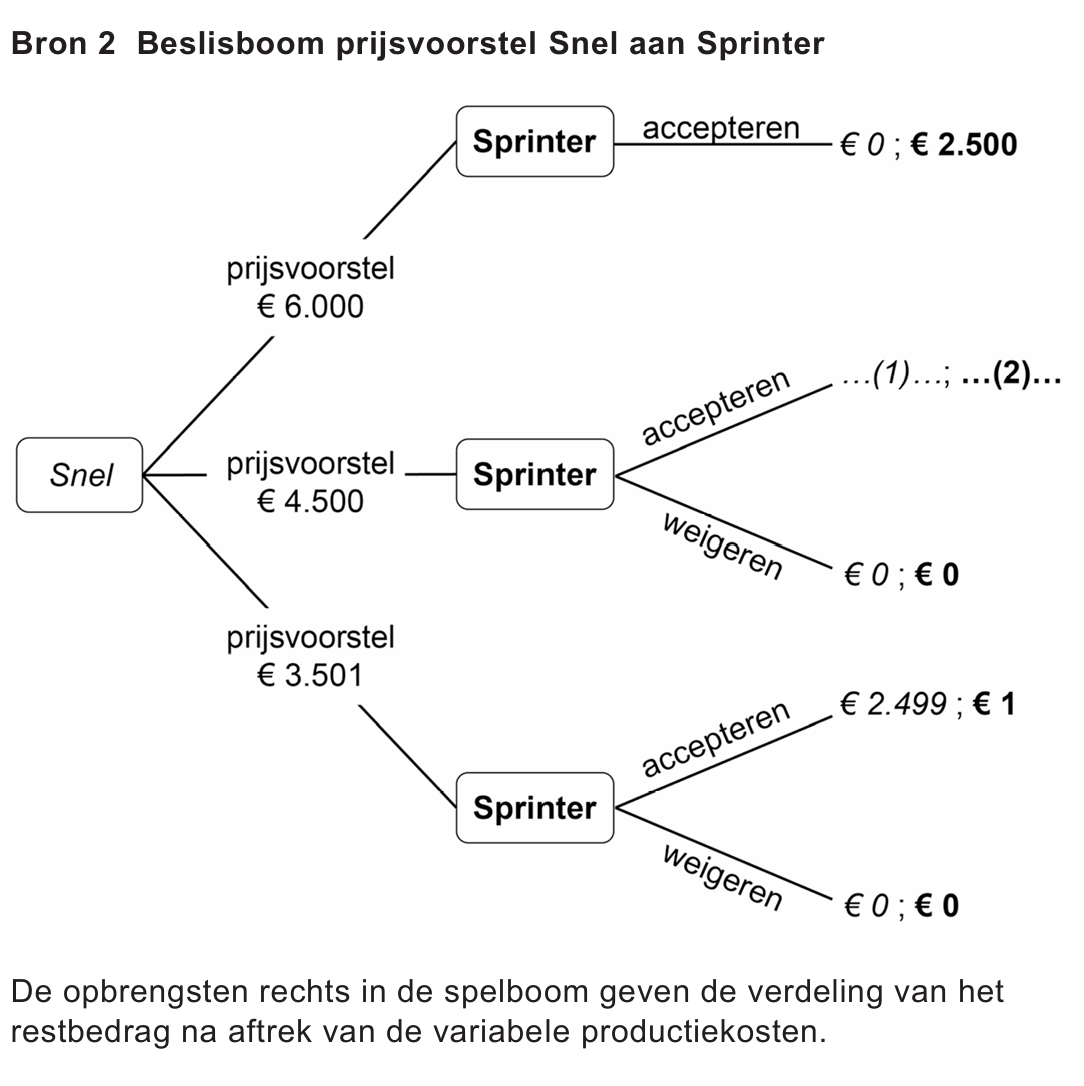 Bron 2 Beslisboom prijsvoorstel Snel aan Sprinter
Sprinter
accepteren
€ 0 ; € 2.500
prijsvoorstel
€ 6.000
accepteren
…(1)…; …(2)…
Snel
prijsvoorstel
€ 4.500
Sprinter
weigeren
€ 0 ; € 0
prijsvoorstel
€ 3.501
accepteren
€ 2.499 ; € 1
Sprinter
weigeren
€ 0 ; € 0
De opbrengsten rechts in de spelboom geven de verdeling van het
restbedrag na aftrek van de variabele productiekosten.